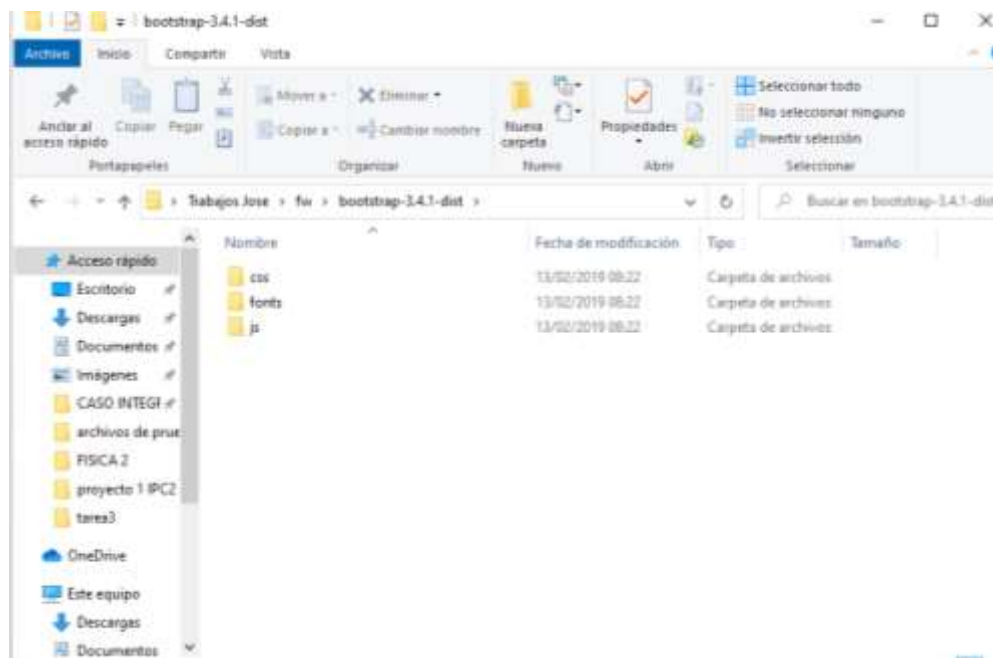 bootstrap-3.4.1-dist
Archivo Inicio Compartir Vista
Anclar al acceso rápido
Copiar
Pegar
Mover a
Copiar a
Eliminar
Cambiar nombre
Nueva carpeta
Propiedades
Seleccionar todo
No seleccionar ninguno
Invertir selección
Portapapeles Organizar Nuevo Abrir Seleccionar
Trabajos Jose › fw › bootstrap-3.4.1-dist ›
Buscar en bootstrap-3.4.1-dist
Nombre Fecha de modificación Tipo Tamaño
css 13/02/2019 08:22 Carpeta de archivos
fonts 13/02/2019 08:22 Carpeta de archivos
js 13/02/2019 08:22 Carpeta de archivos
Acceso rápido
Escritorio
Descargas
Documentos
Imágenes
CASO INTEGR
archivos de prue
FISICA 2
proyecto 1 IPC2
tarea3
OneDrive
Este equipo
Descargas
Documentos